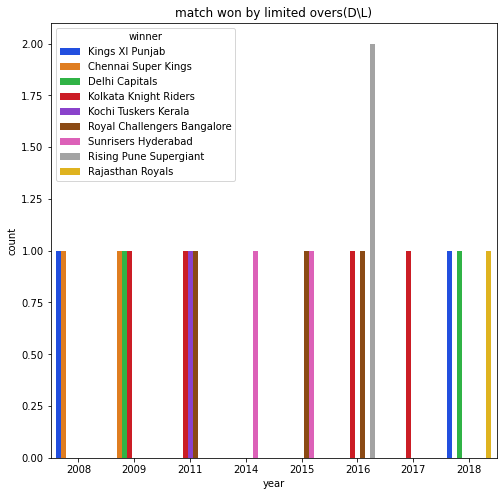 match won by limited overs(D\L)
winner
Kings XI Punjab
Chennai Super Kings
Delhi Capitals
Kolkata Knight Riders
Kochi Tuskers Kerala
Royal Challengers Bangalore
Sunrisers Hyderabad
Rising Pune Supergiant
Rajasthan Royals
2.00
1.75
1.50
1.25
1.00
0.75
0.50
0.25
0.00
count
2008 2009 2011 2014 2015 2016 2017 2018
year